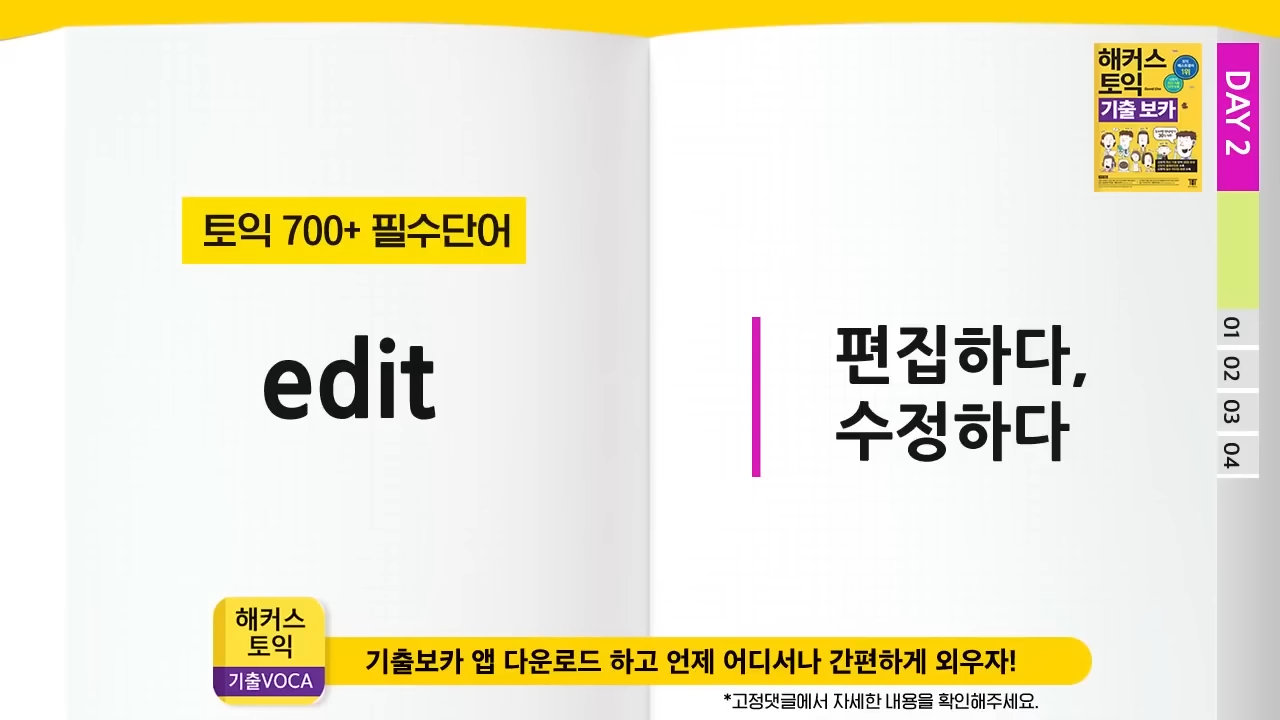 토익 700+ 필수단어
edit
편집하다,
수정하다
해커스
토익
기출 보카
1위
DAY 2
01
02
03
04
해커스
토익
기출VOCA
기출보카 앱 다운로드 하고 언제 어디서나 간편하게 외우자!
*고정댓글에서 자세한 내용을 확인해주세요.